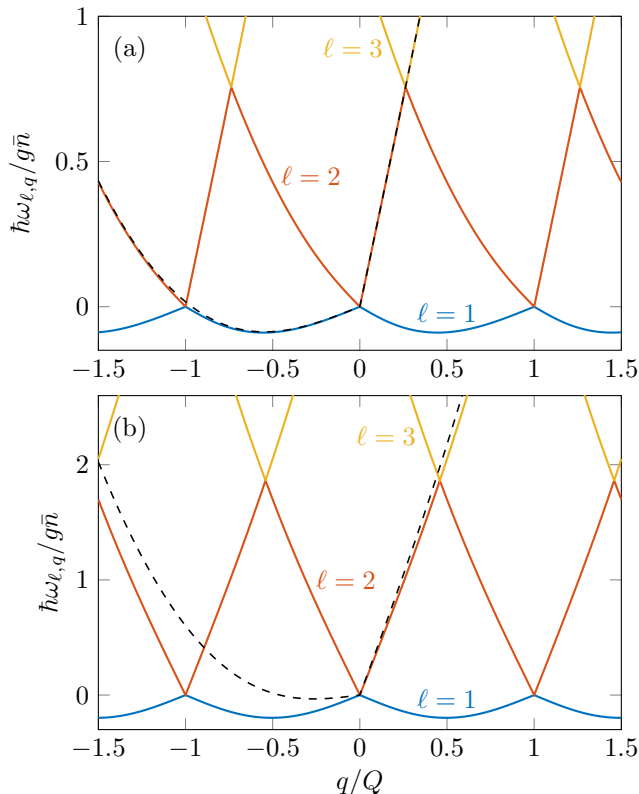 1
(a)
ℓ = 3
0.5
ℓ = 2
ħω_{ℓ,q}/gn̄
0
ℓ = 1
−1.5 −1 −0.5 0 0.5 1 1.5
(b)
ℓ = 3
2
ℓ = 2
1
ħω_{ℓ,q}/gn̄
0
ℓ = 1
−1.5 −1 −0.5 0 0.5 1 1.5
q/Q